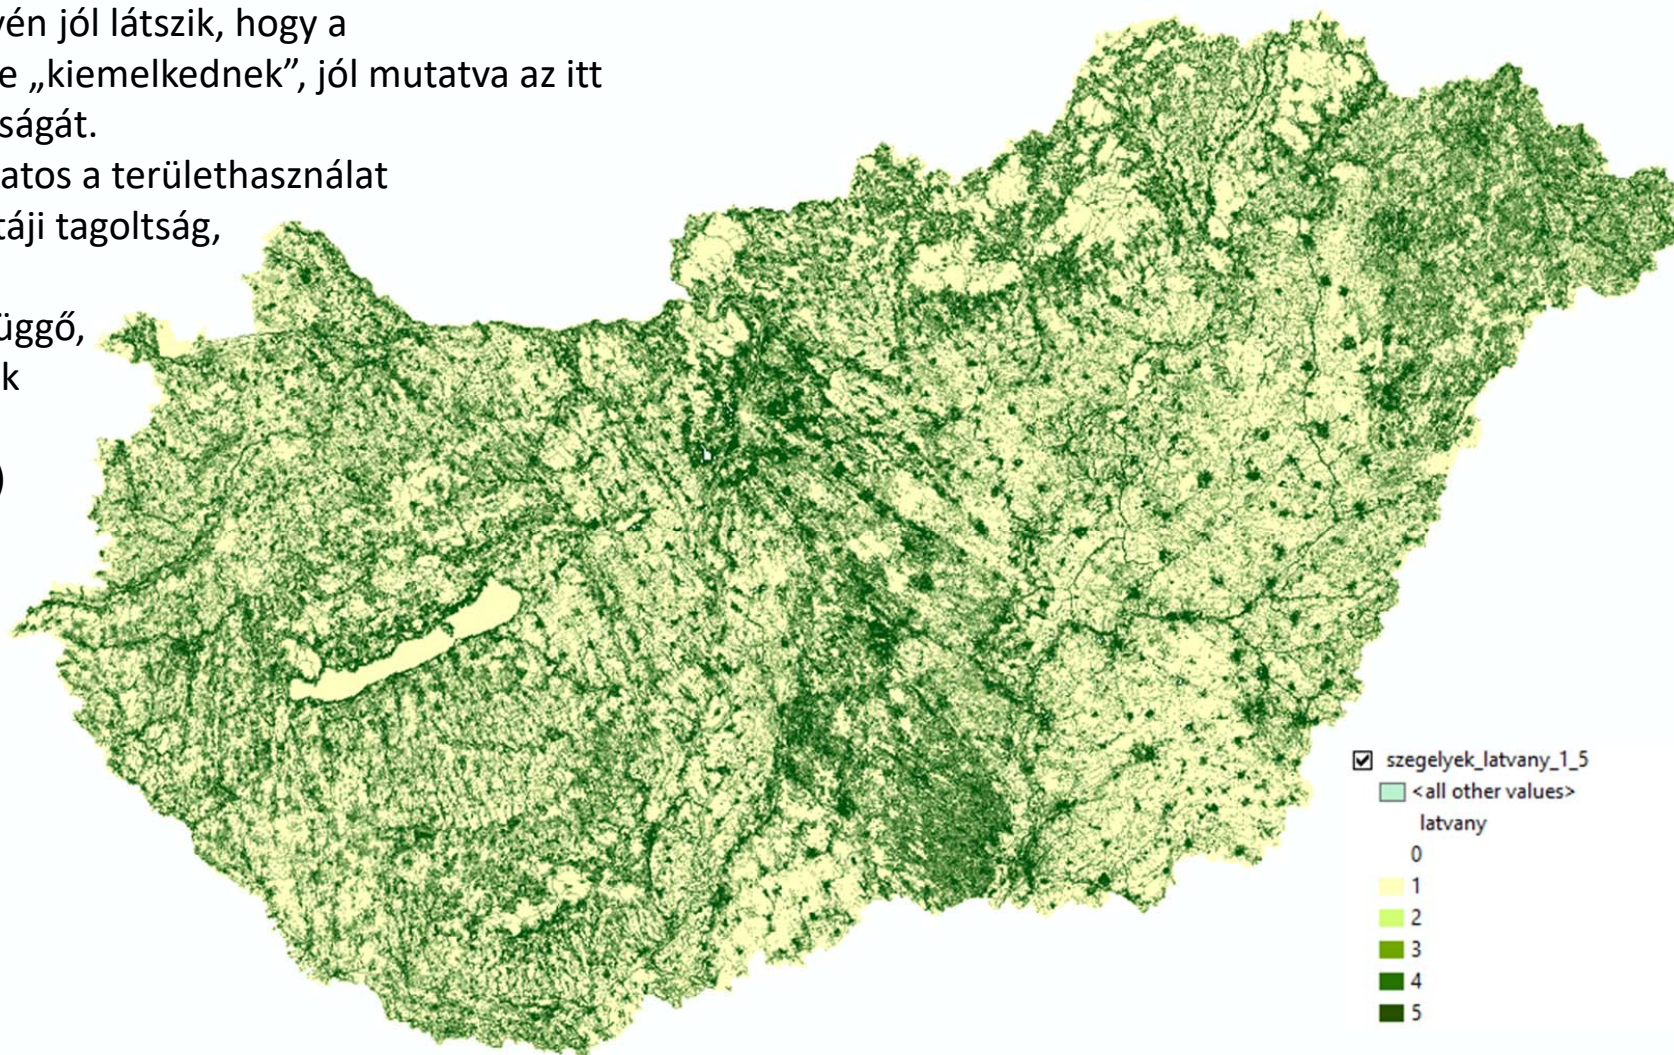 vén jól látszik, hogy a
e „kiemelkednek”, jól mutatva az itt
ságát.
atos a területhasználat
táji tagoltság,
üggő,
k
)
szegelyek_latvany_1_5
<all other values>
latvany
0
1
2
3
4
5